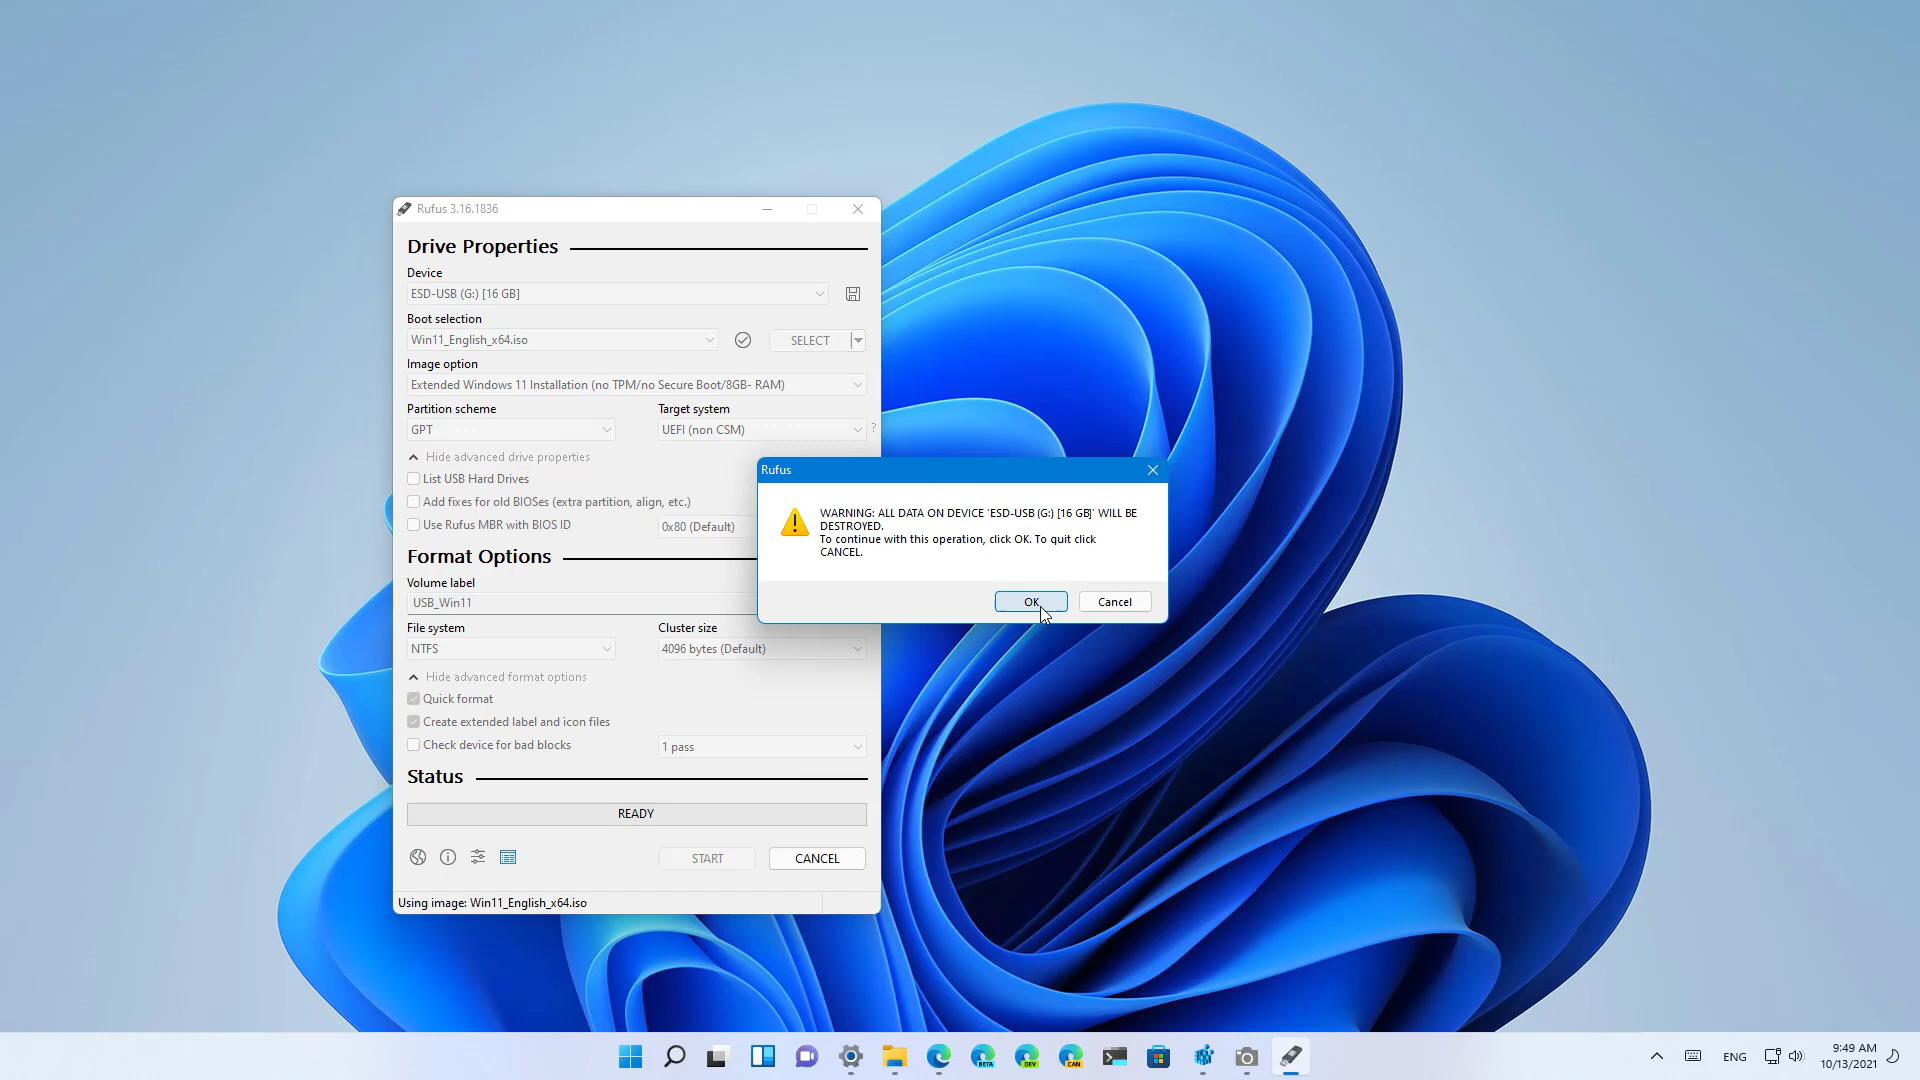 Rufus 3.16.1836
Drive Properties
Device
ESD-USB (G:) [16 GB]
Boot selection
Win11_English_x64.iso
SELECT
Image option
Extended Windows 11 Installation (no TPM/no Secure Boot/8GB- RAM)
Partition scheme
Target system
GPT
UEFI (non CSM)
?
Hide advanced drive properties
List USB Hard Drives
Add fixes for old BIOSes (extra partition, align, etc.)
Use Rufus MBR with BIOS ID
0x80 (Default)
Format Options
Volume label
USB_Win11
File system
Cluster size
NTFS
4096 bytes (Default)
Hide advanced format options
Quick format
Create extended label and icon files
Check device for bad blocks
1 pass
Status
READY
START
CANCEL
Using image: Win11_English_x64.iso
Rufus
WARNING: ALL DATA ON DEVICE 'ESD-USB (G:) [16 GB]' WILL BE
DESTROYED.
To continue with this operation, click OK. To quit click
CANCEL.
OK
Cancel
BETA
DEV
CAN
ENG
9:49 AM
10/13/2021